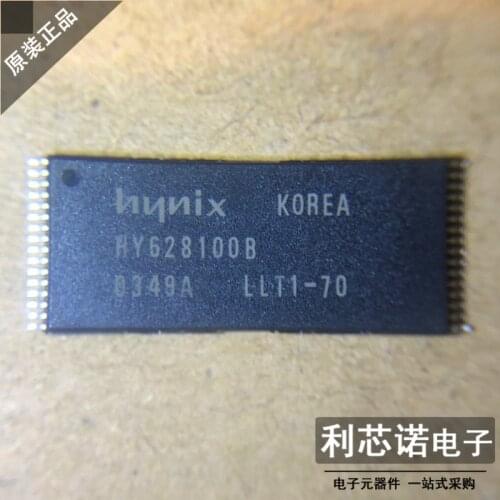 原装正品
hynix KOREA
HY628100B
0349A LLT1-70
利芯诺电子
电子元器件 一站式采购